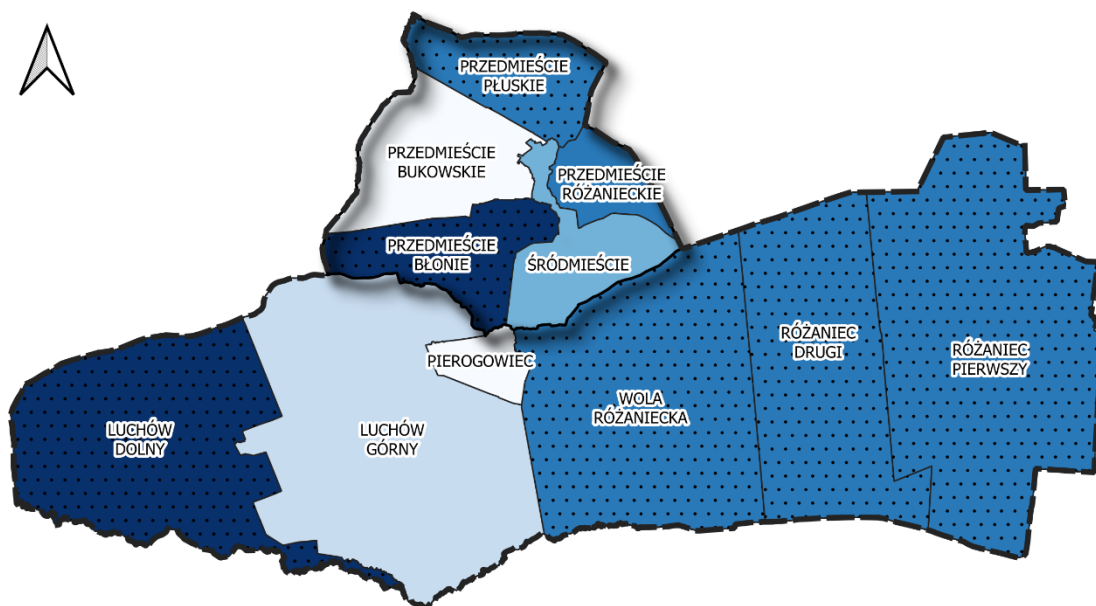 PRZEDMIEŚCIE
PŁUSKIE
PRZEDMIEŚCIE
BUKOWSKIE
PRZEDMIEŚCIE
RÓŻANIECKIE
PRZEDMIEŚCIE
BŁONIE
ŚRÓDMIEŚCIE
PIEROGOWIEC
RÓŻANIEC
DRUGI
RÓŻANIEC
PIERWSZY
WOLA
RÓŻANIECKA
LUCHÓW
DOLNY
LUCHÓW
GÓRNY